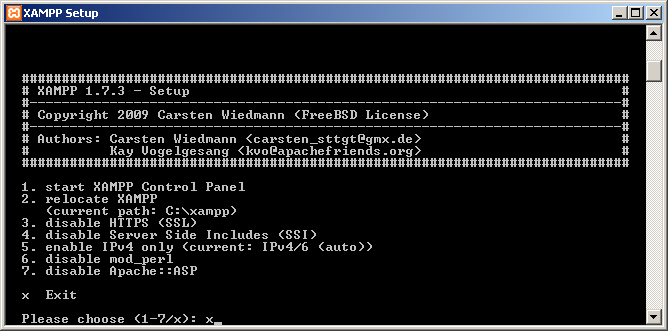 XAMPP Setup
###############################################################################
# XAMPP 1.7.3 - Setup #
#-----------------------------------------------------------------------------#
# Copyright 2009 Carsten Wiedmann (FreeBSD License) #
#-----------------------------------------------------------------------------#
# Authors: Carsten Wiedmann <carsten_sttgt@gmx.de> #
# Kay Vogelgesang <kvo@apachefriends.org> #
###############################################################################
1. start XAMPP Control Panel
2. relocate XAMPP
(current path: C:\xampp)
3. disable HTTPS (SSL)
4. disable Server Side Includes (SSI)
5. enable IPv4 only (current: IPv4/6 (auto))
6. disable mod_perl
7. disable Apache::ASP
x Exit
Please choose (1-7/x): x_